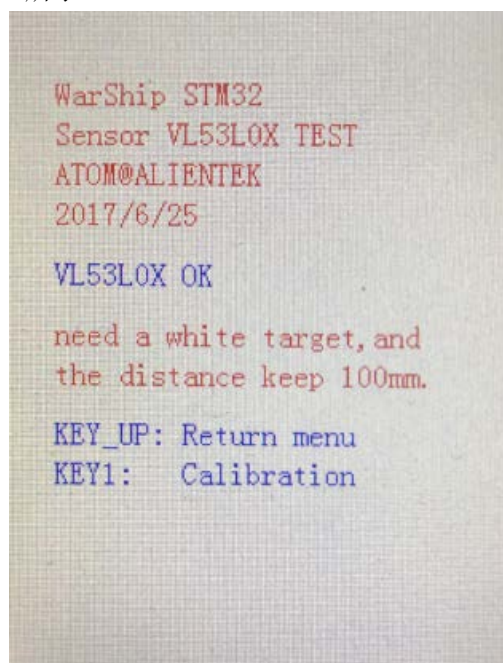 WarShip STM32
Sensor VL53L0X TEST
ATOM@ALIENTEK
2017/6/25
VL53L0X OK
need a white target,and
the distance keep 100mm.
KEY_UP: Return menu
KEY1: Calibration